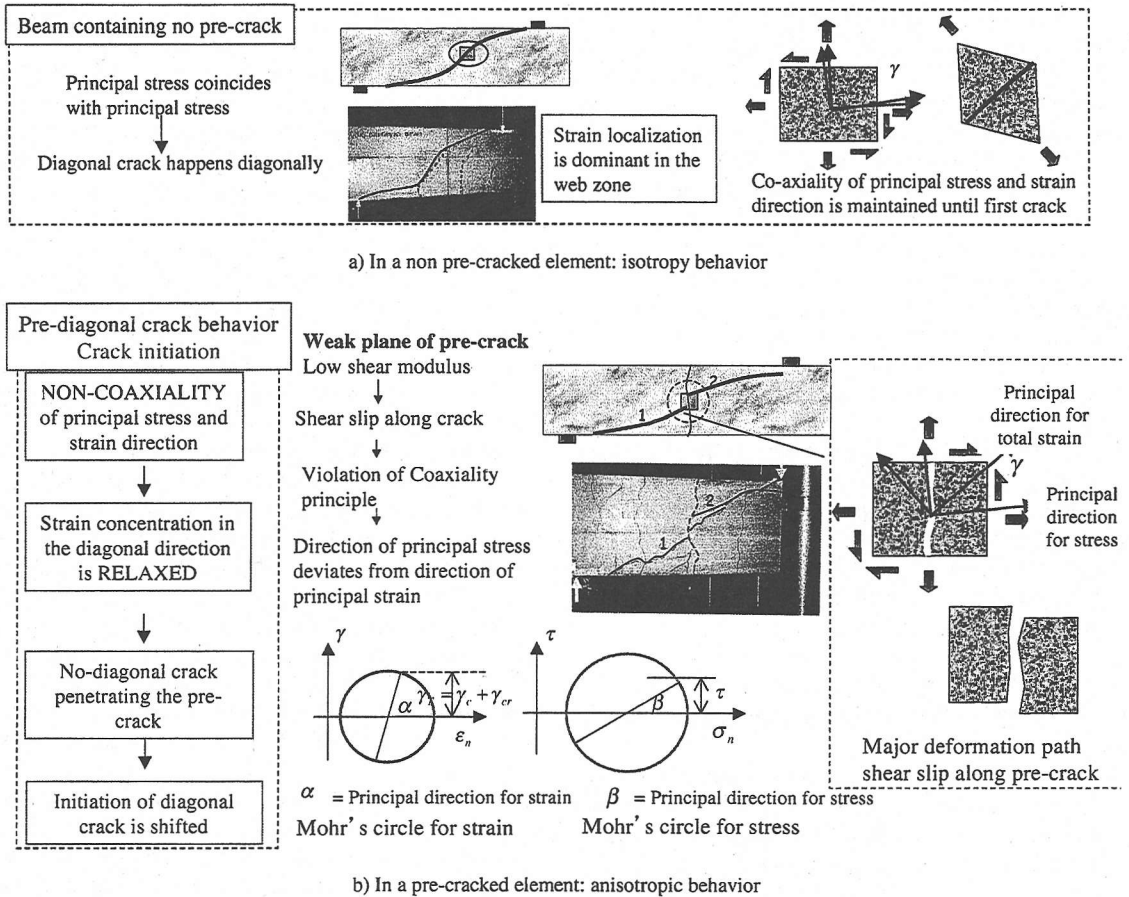 Beam containing no pre-crack
Principal stress coincides
with principal stress
Diagonal crack happens diagonally
Strain localization
is dominant in the
web zone
γ
Co-axiality of principal stress and strain
direction is maintained until first crack
a) In a non pre-cracked element: isotropy behavior
Pre-diagonal crack behavior
Crack initiation
NON-COAXIALITY
of principal stress and
strain direction
Strain concentration in
the diagonal direction
is RELAXED
No-diagonal crack
penetrating the pre-
crack
Initiation of diagonal
crack is shifted
Weak plane of pre-crack
Low shear modulus
Shear slip along crack
Violation of Coaxiality
principle
Direction of principal stress
deviates from direction of
principal strain
1
2
1
2
Principal
direction for
total strain
γ
Principal
direction
for stress
Major deformation path
shear slip along pre-crack
γ
α
= γc + γcr
εn
τ
β
τ
σn
α = Principal direction for strain
Mohr's circle for strain
β = Principal direction for stress
Mohr's circle for stress
b) In a pre-cracked element: anisotropic behavior